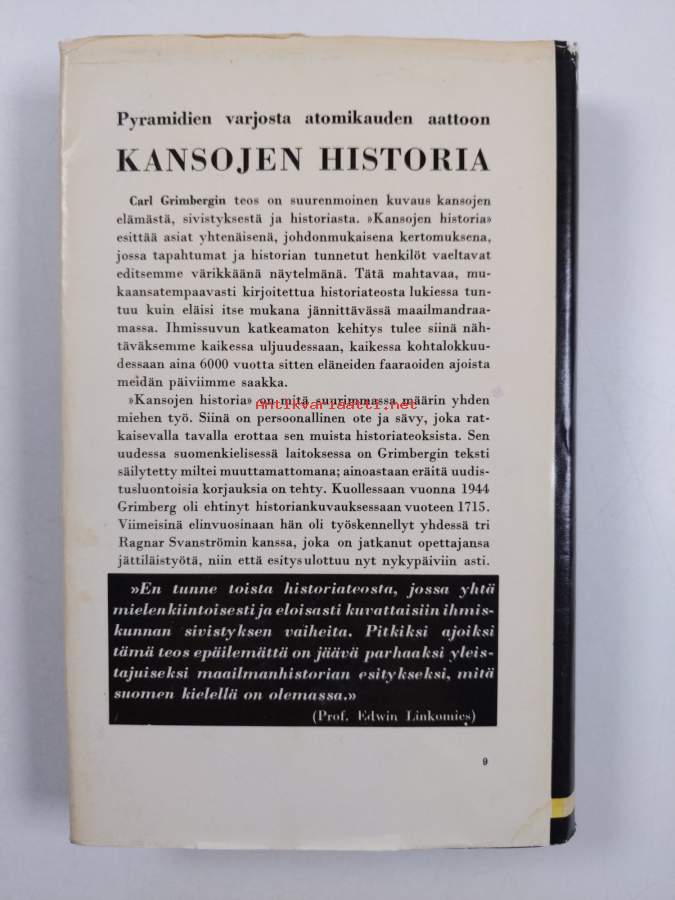 Pyramidien varjosta atomikauden aattoon
KANSOJEN HISTORIA
Carl Grimbergin teos on suurenmoinen kuvaus kansojen
elämästä, sivistyksestä ja historiasta. »Kansojen historia»
esittää asiat yhtenäisenä, johdonmukaisena kertomuksena,
jossa tapahtumat ja historian tunnetut henkilöt vaeltavat
editsemme värikkäänä näytelmänä. Tätä mahtavaa, mu-
kaansatempaavasti kirjoitettua historiateosta lukiessa tun-
tuu kuin eläisi itse mukana jännittävässä maailmandraa-
massa. Ihmissuvun katkeamaton kehitys tulee siinä näh-
täväksemme kaikessa uljuudessaan, kaikessa kohtalokkuu-
dessaan aina 6000 vuotta sitten eläneiden faaraoiden ajoista
meidän päiviimme saakka.
»Kansojen historia» on mitä suurimmassa määrin yhden
Antikvariaatti.net
miehen työ. Siinä on persoonallinen ote ja sävy, joka rat-
kaisevalla tavalla erottaa sen muista historiateoksista. Sen
uudessa suomenkielisessä laitoksessa on Grimbergin teksti
säilytetty miltei muuttamattomana; ainoastaan eräitä uudis-
tusluontoisia korjauksia on tehty. Kuollessaan vuonna 1944
Grimberg oli ehtinyt historiankuvauksessaan vuoteen 1715.
Viimeisinä elinvuosinaan hän oli työskennellyt yhdessä tri
Ragnar Svanströmin kanssa, joka on jatkanut opettajansa
jättiläistyötä, niin että esitys ulottuu nyt nykypäiviin asti.
»En tunne toista historiateosta, jossa yhtä
mielenkiintoisesti ja eloisasti kuvattaisiin ihmis-
kunnan sivistyksen vaiheita. Pitkiksi ajoiksi
tämä teos epäilemättä on jäävä parhaaksi yleis-
tajuiseksi maailmanhistorian esitykseksi, mitä
suomen kielellä on olemassa.»
(Prof. Edwin Linkomies)
9